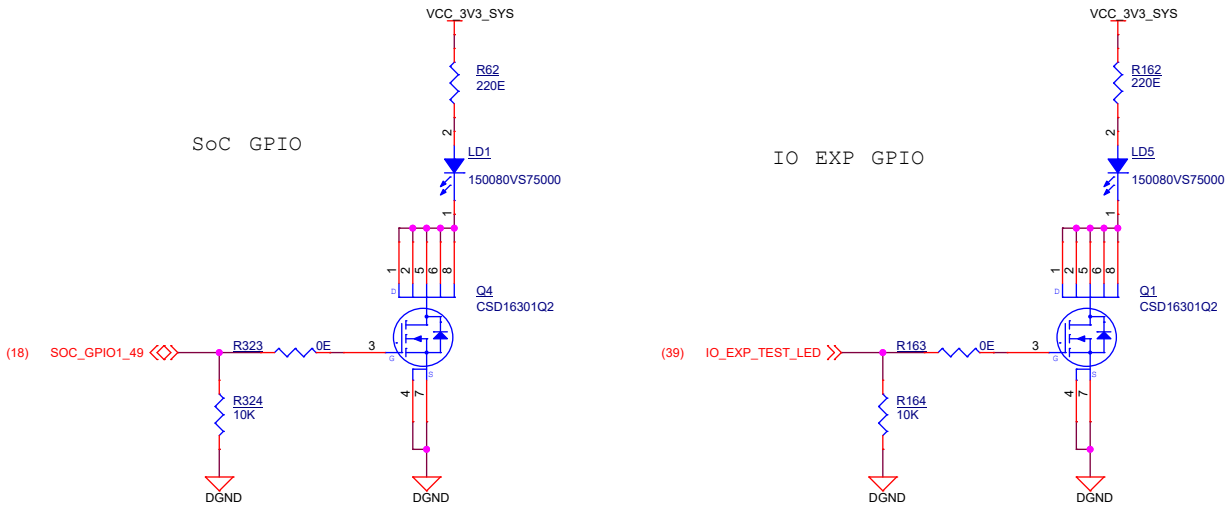 VCC_3V3_SYS
R62
220E
SoC GPIO
2
LD1
150080VS75000
1
1
2
5
6
8
D
Q4
CSD16301Q2
(18)
SOC_GPIO1_49
R323
0E
3
G
S
R324
10K
4
7
DGND
DGND
VCC_3V3_SYS
R162
220E
IO EXP GPIO
2
LD5
150080VS75000
1
1
2
5
6
8
D
Q1
CSD16301Q2
(39)
IO_EXP_TEST_LED
R163
0E
3
G
S
R164
10K
4
7
DGND
DGND